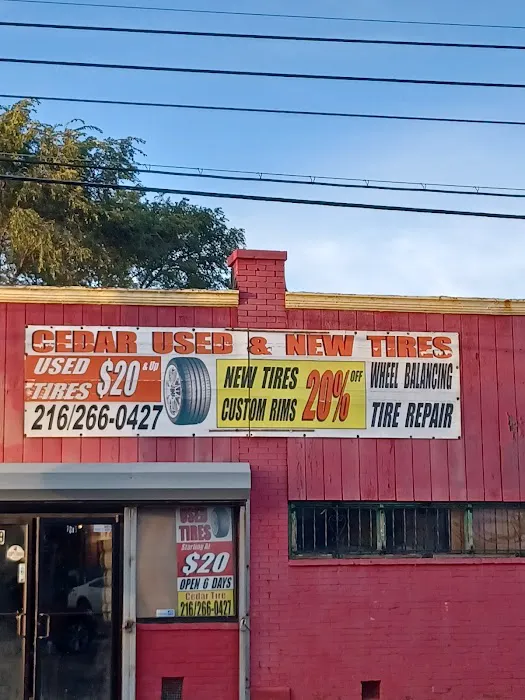 CEDAR USED & NEW TIRES
USED TIRES $20 & Up
216/266-0427
NEW TIRES
CUSTOM RIMS
20% OFF
WHEEL BALANCING
TIRE REPAIR
USED
TIRES
Starting At
$20
OPEN 6 DAYS
Cedar Tire
216/266-0427